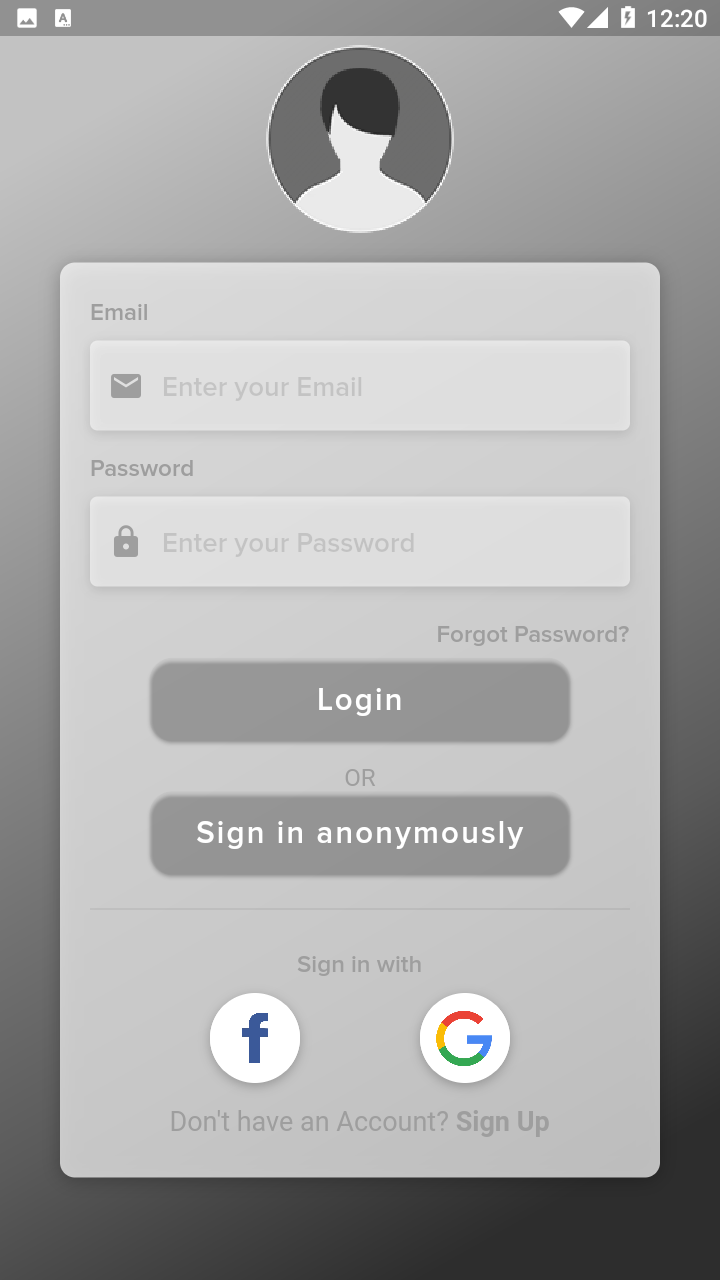 12:20
Email
Enter your Email
Password
Enter your Password
Forgot Password?
Login
OR
Sign in anonymously
Sign in with
Don't have an Account? Sign Up